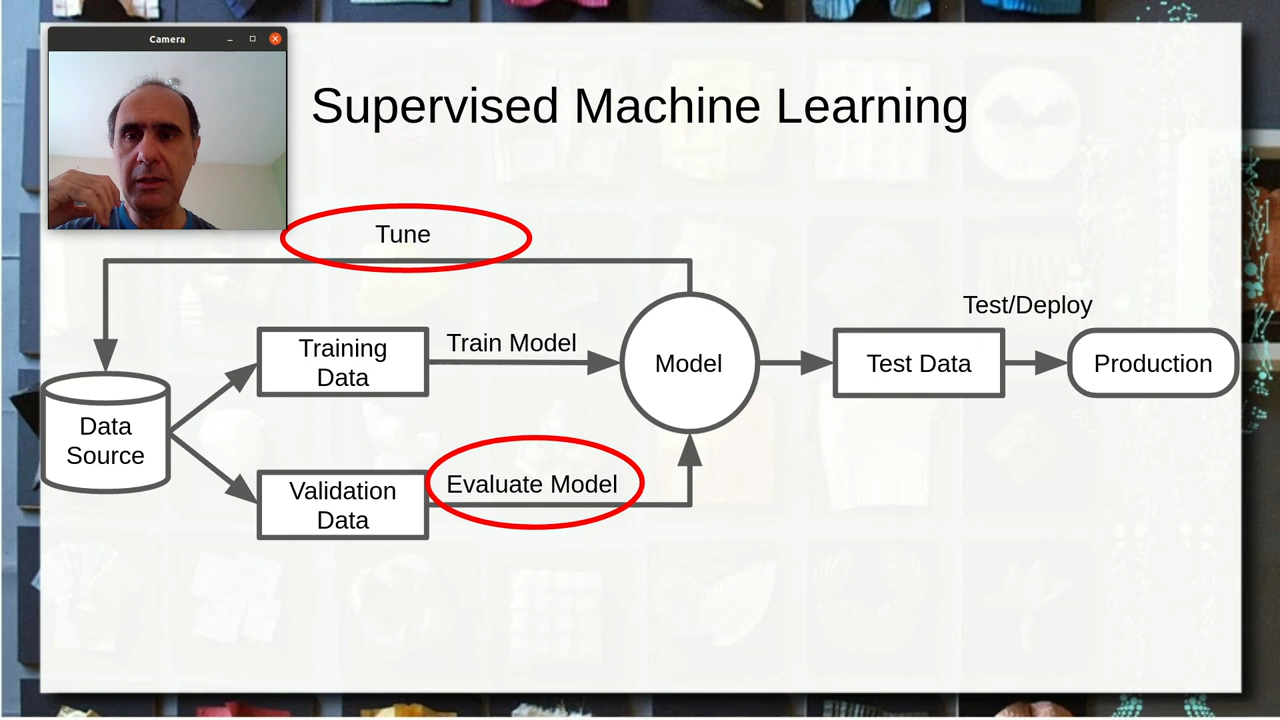 Camera
Supervised Machine Learning
Tune
Test/Deploy
Training
Data
Train Model
Model
Test Data
Production
Data
Source
Validation
Data
Evaluate Model